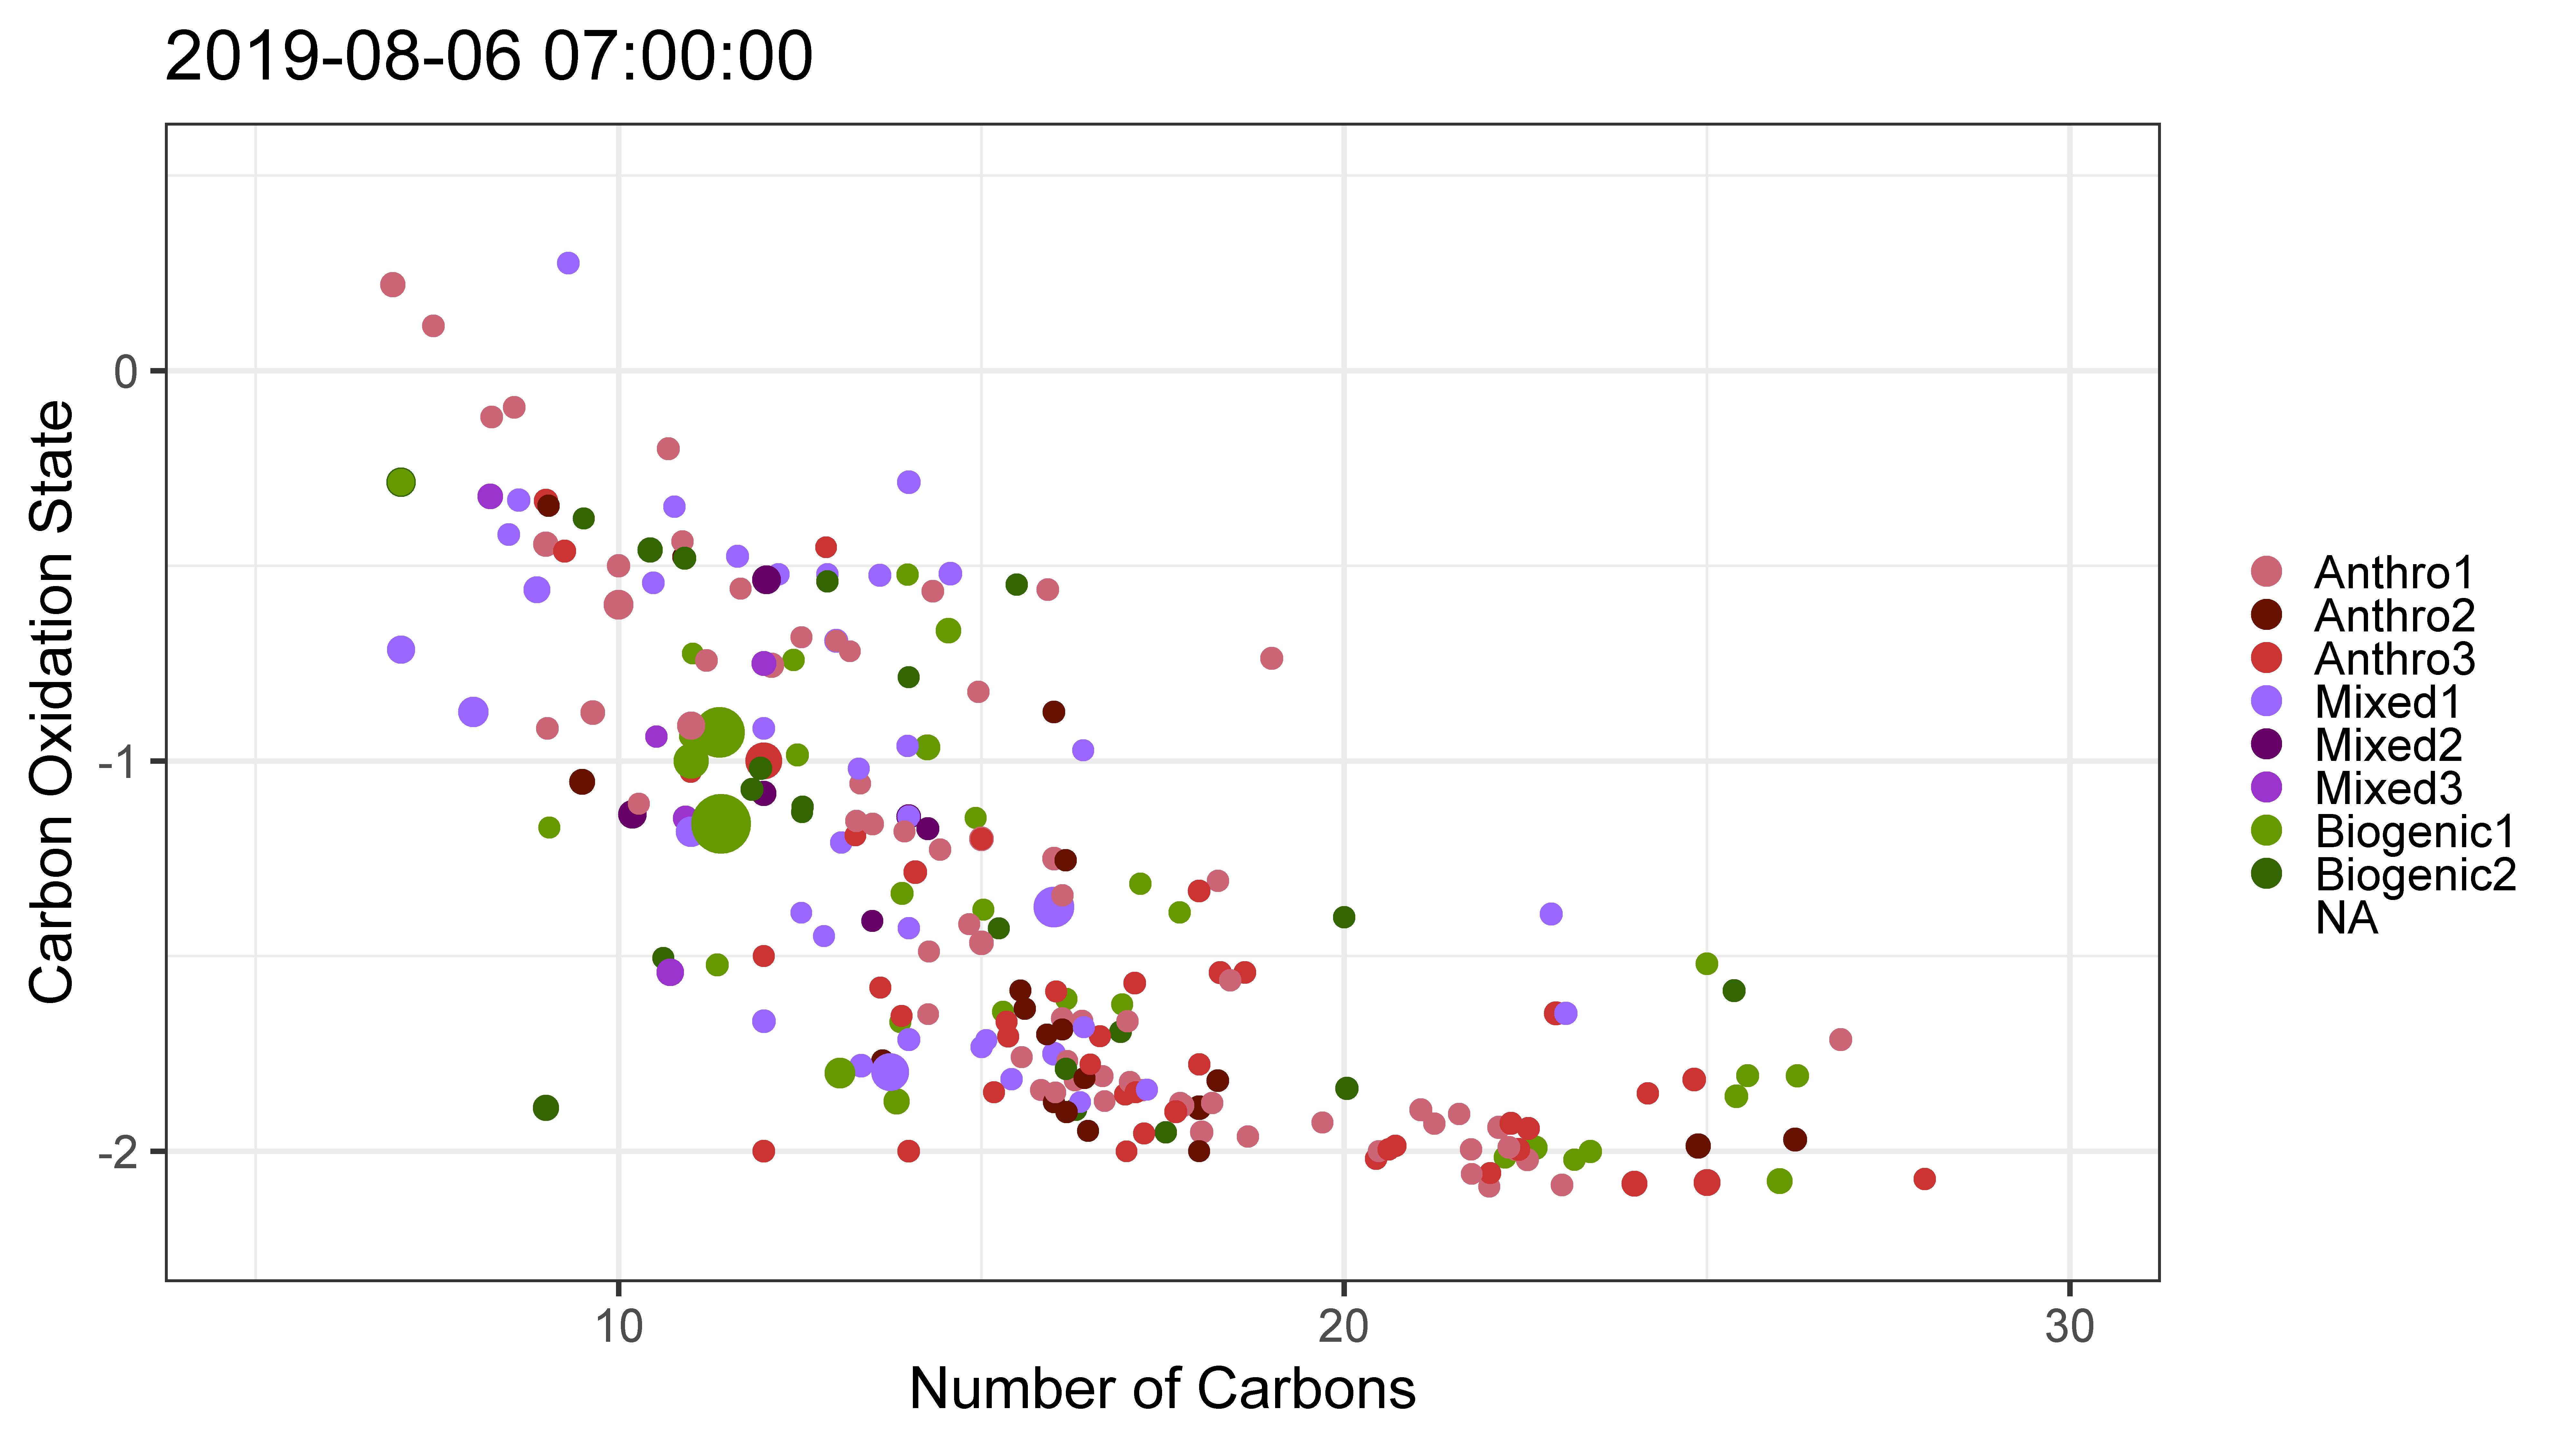 2019-08-06 07:00:00
Carbon Oxidation State
0
-1
-2
10
20
30
Number of Carbons
Anthro1
Anthro2
Anthro3
Mixed1
Mixed2
Mixed3
Biogenic1
Biogenic2
NA